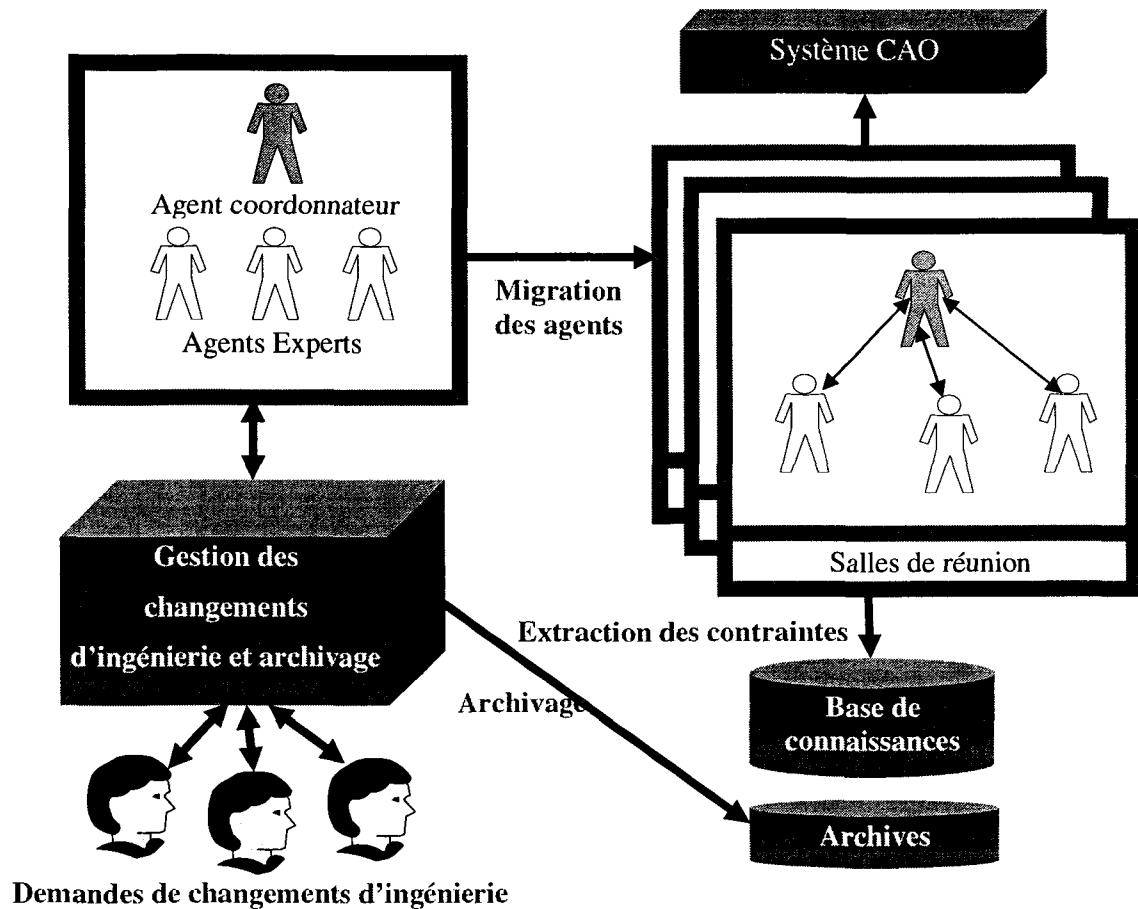 Système CAO
Agent coordonnateur
Agents Experts
Migration
des agents
Salles de réunion
Gestion des
changements
d'ingénierie et archivage
Extraction des contraintes
Archivage
Base de
connaissances
Archives
Demandes de changements d'ingénierie